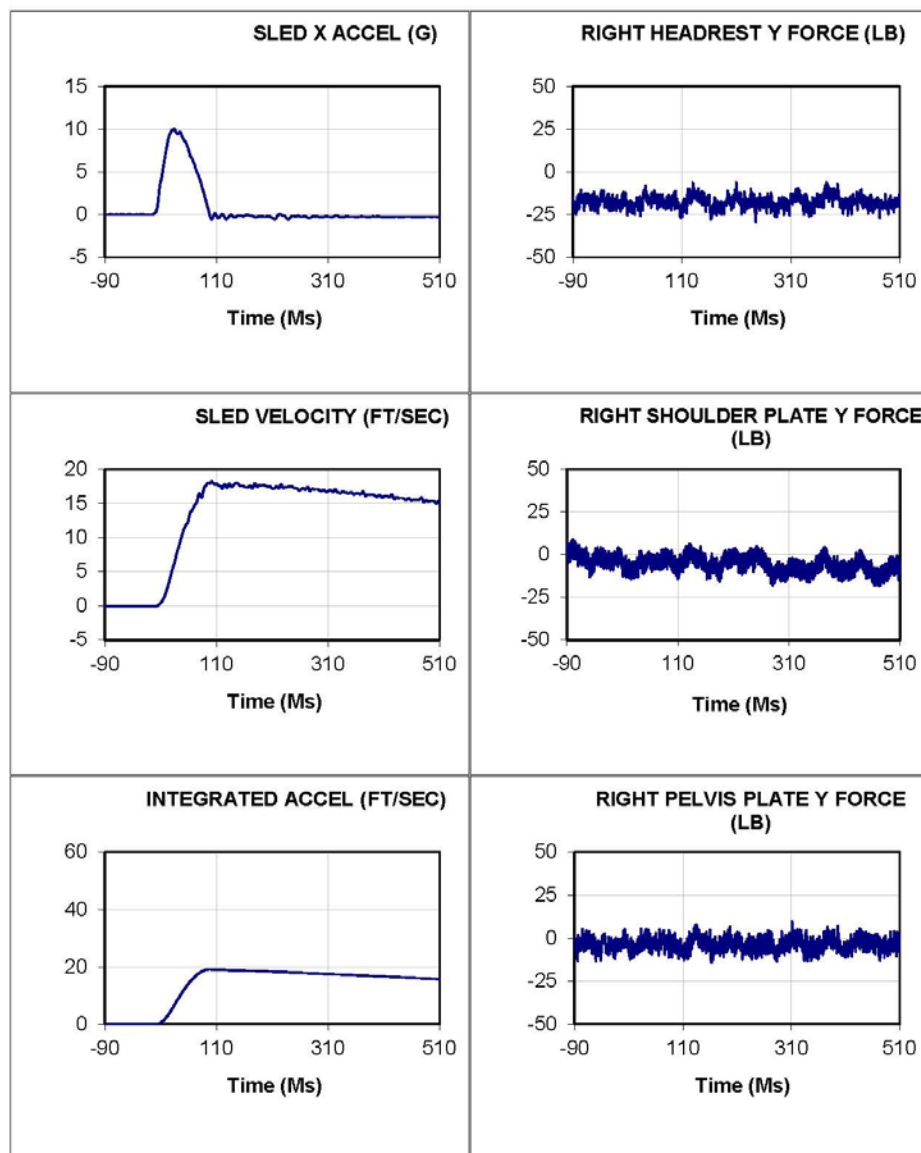 SLED X ACCEL (G)
15
10
5
0
-5
-90 110 310 510
Time (Ms)
RIGHT HEADREST Y FORCE (LB)
50
25
0
-25
-50
-90 110 310 510
Time (Ms)
SLED VELOCITY (FT/SEC)
20
15
10
5
0
-5
-90 110 310 510
Time (Ms)
RIGHT SHOULDER PLATE Y FORCE
(LB)
50
25
0
-25
-50
-90 110 310 510
Time (Ms)
INTEGRATED ACCEL (FT/SEC)
60
40
20
0
-90 110 310 510
Time (Ms)
RIGHT PELVIS PLATE Y FORCE
(LB)
50
25
0
-25
-50
-90 110 310 510
Time (Ms)